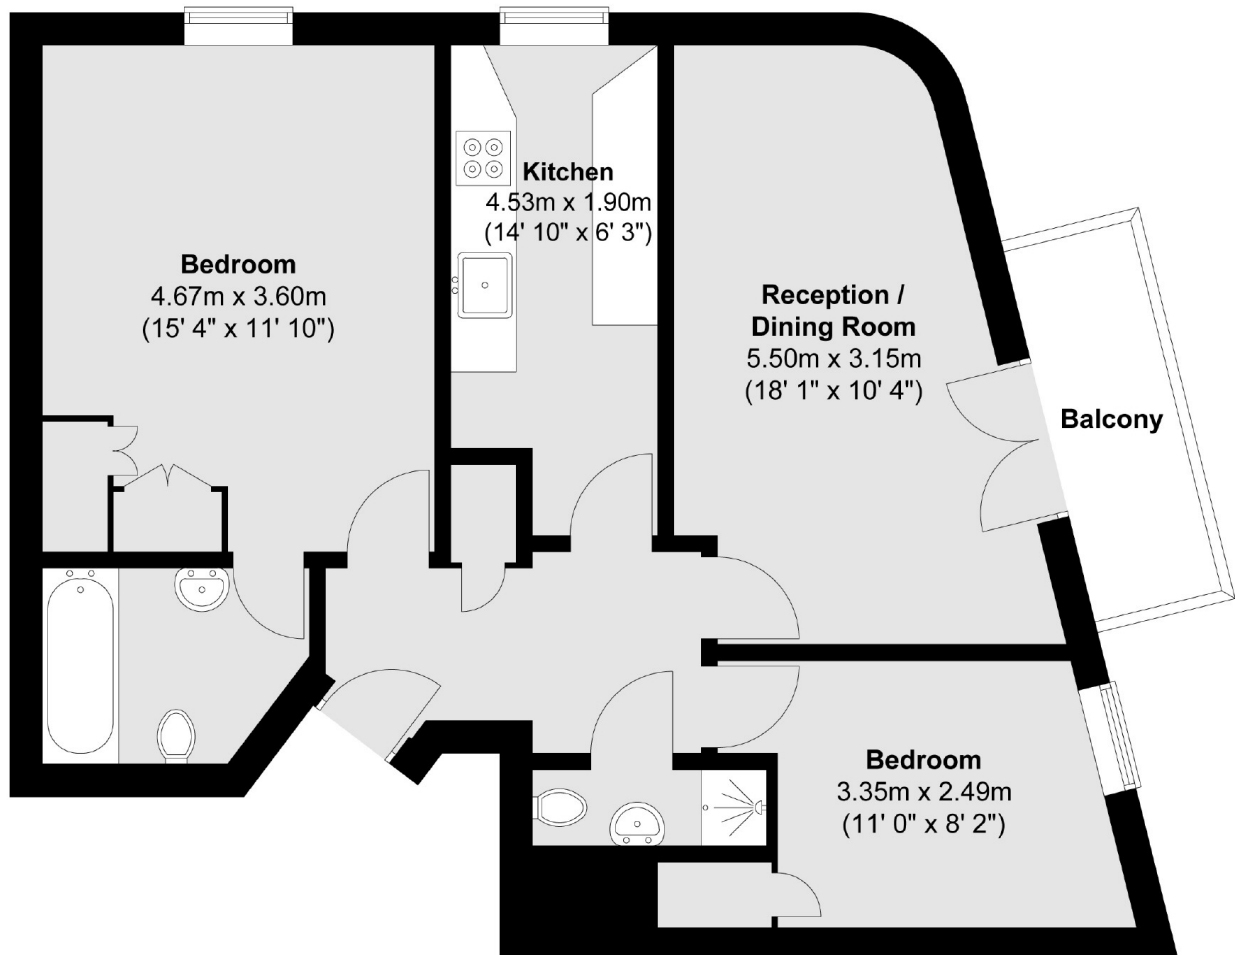 Kitchen
4.53m x 1.90m
(14' 10" x 6' 3")
Bedroom
4.67m x 3.60m
(15' 4" x 11' 10")
Reception /
Dining Room
5.50m x 3.15m
(18' 1" x 10' 4")
Balcony
Bedroom
3.35m x 2.49m
(11' 0" x 8' 2")